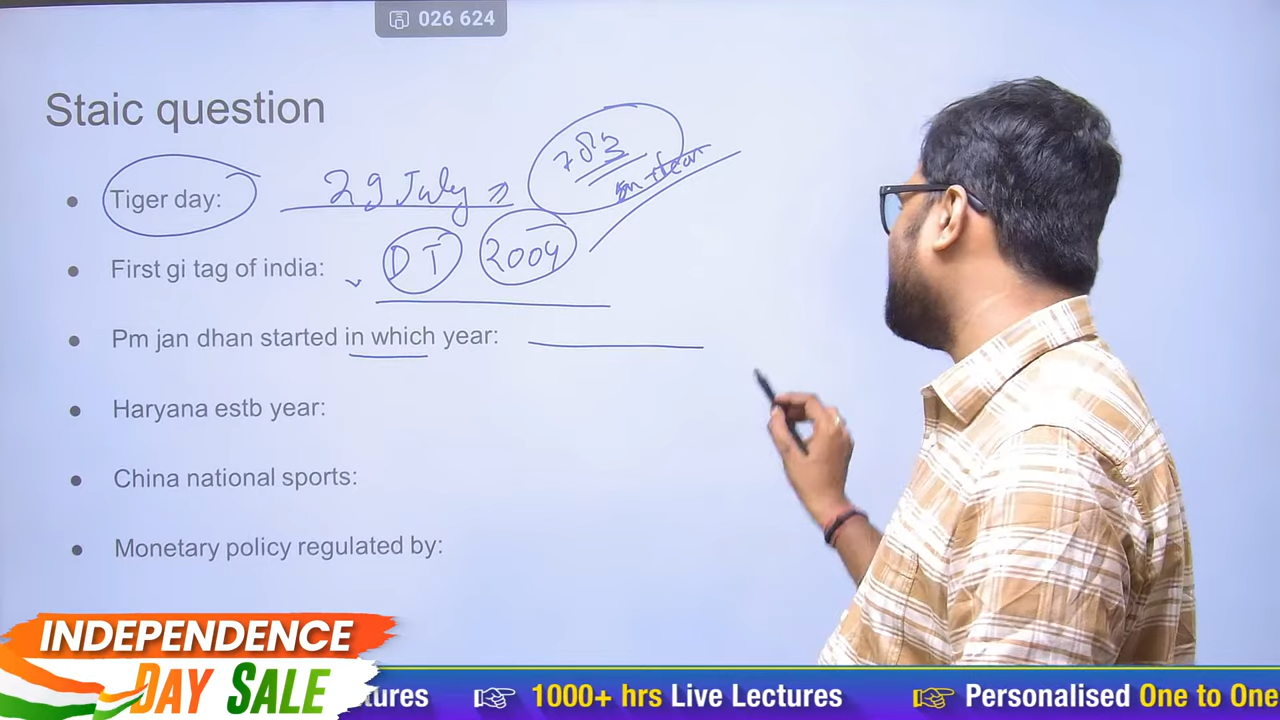 026 624
Staic question
Tiger day: 29 July
First gi tag of india: DT 2004
Pm jan dhan started in which year:
Haryana estb year:
China national sports:
Monetary policy regulated by:
INDEPENDENCE
DAY SALE
tures 1000+ hrs Live Lectures Personalised One to One